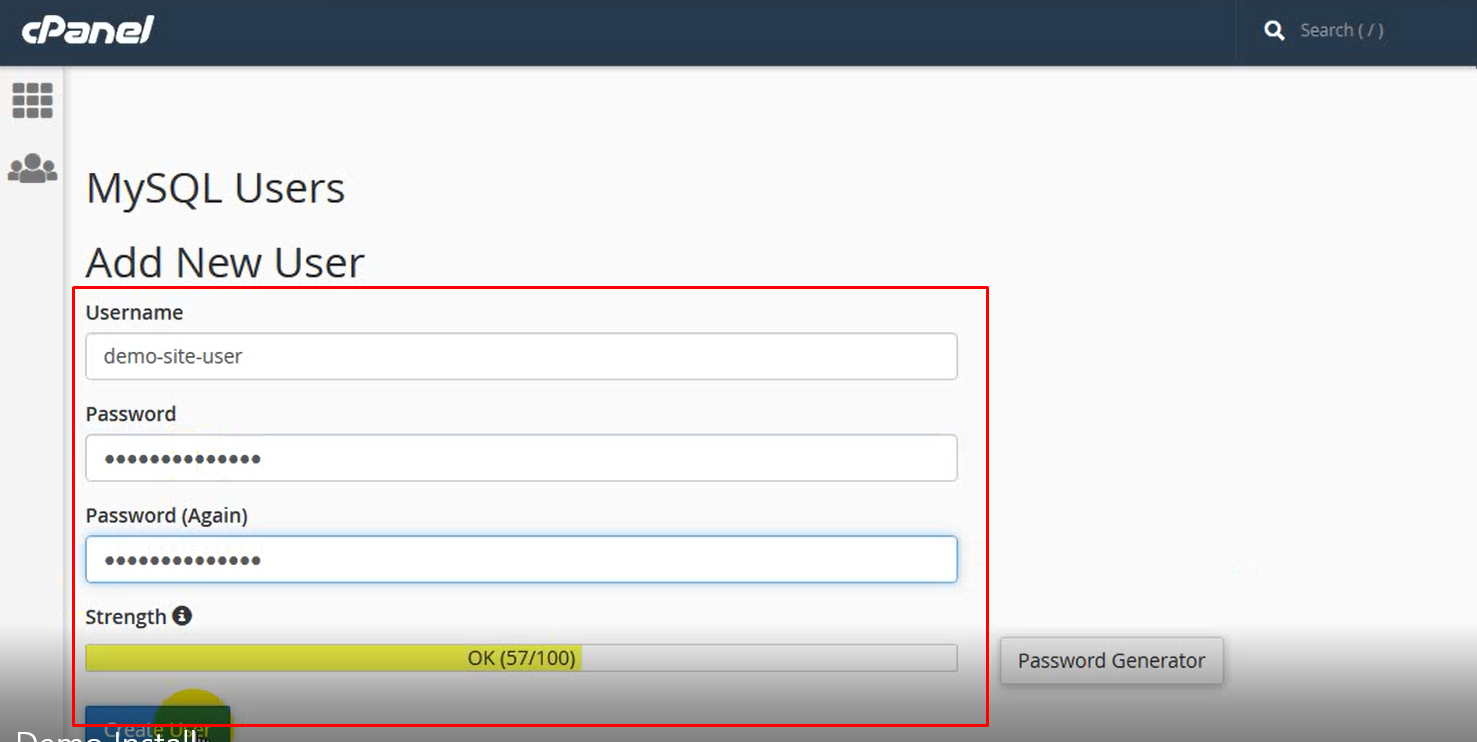 cPanel
Search ( / )
MySQL Users
Add New User
Username
demo-site-user
Password
Password (Again)
Strength
OK (57/100)
Password Generator
Create User
Demo Install